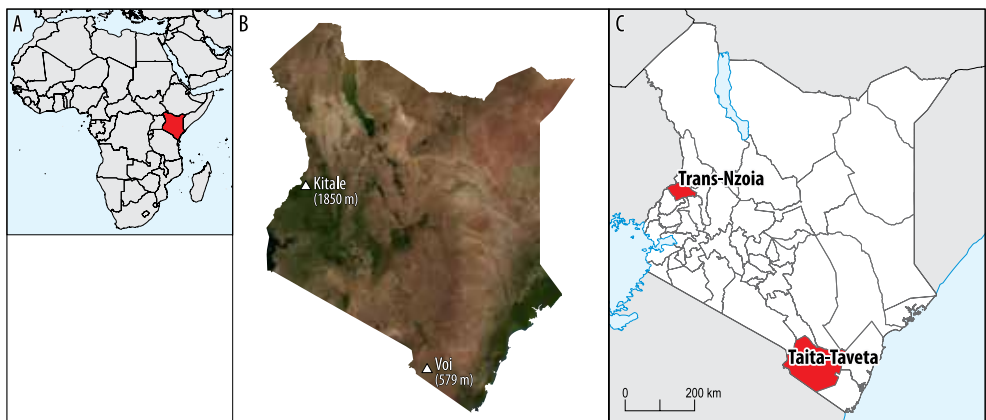 A
B
Kitale
(1850 m)
Voi
(579 m)
C
Trans-Nzoia
Taita-Taveta
0 200 km